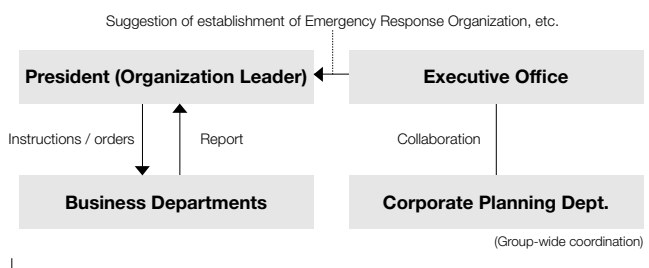 Suggestion of establishment of Emergency Response Organization, etc.
President (Organization Leader)
Executive Office
Instructions / orders
Report
Collaboration
Business Departments
Corporate Planning Dept.
(Group-wide coordination)